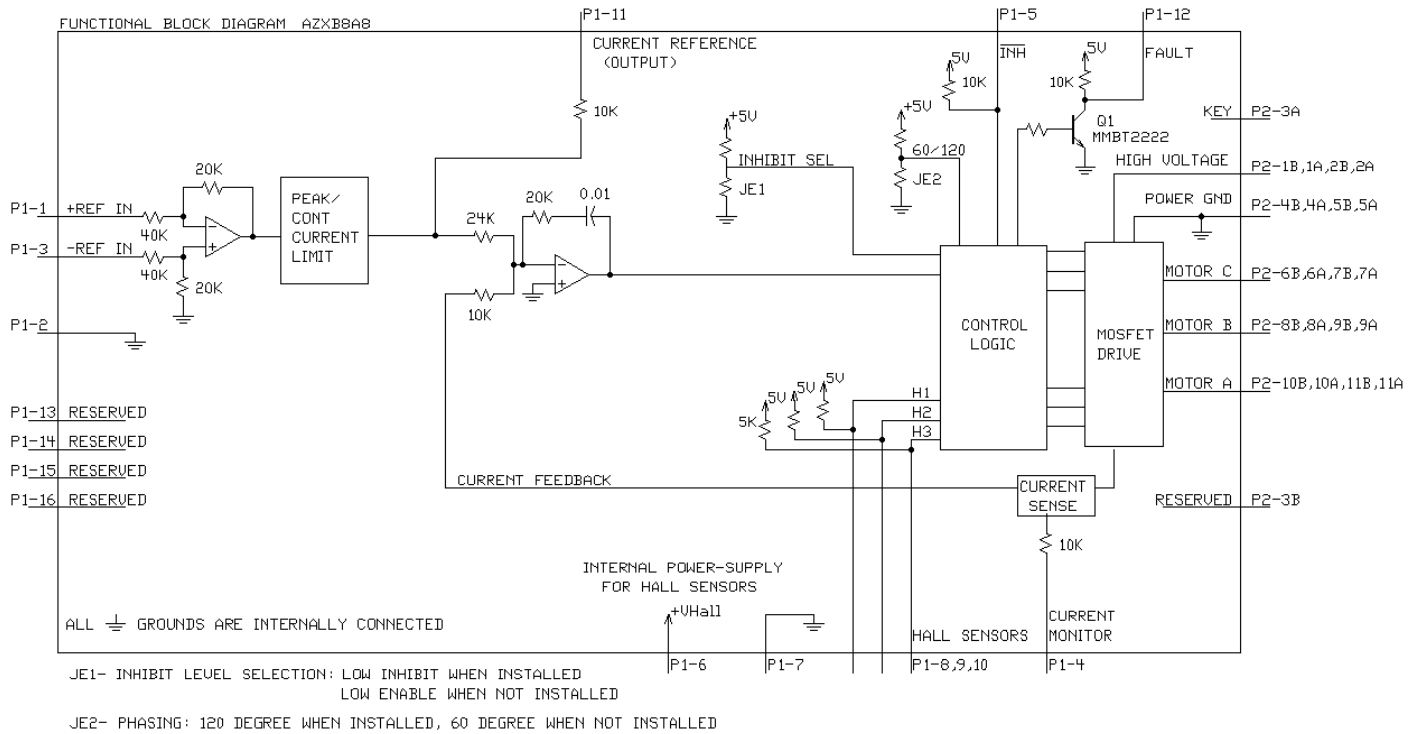 FUNCTIONAL BLOCK DIAGRAM AZXB8A8
P1-11
P1-5
P1-12
CURRENT REFERENCE
(OUTPUT)
INH
FAULT
5V
5V
10K
10K
10K
+5V
+5V
KEY P2-3A
Q1
MMBT2222
INHIBIT SEL
60/120
HIGH VOLTAGE
P2-1B,1A,2B,2A
JE1
JE2
20K
PEAK/
CONT
CURRENT
LIMIT
20K
0.01
POWER GND
P2-4B,4A,5B,5A
P1-1 +REF IN
40K
-
+
24K
P1-3 -REF IN
40K
20K
-
+
10K
MOTOR C
P2-6B,6A,7B,7A
P1-2
CONTROL
LOGIC
MOSFET
DRIVE
MOTOR B
P2-8B,8A,9B,9A
MOTOR A
P2-10B,10A,11B,11A
5V
5V
5V
5K
H1
H2
H3
P1-13 RESERVED
P1-14 RESERVED
P1-15 RESERVED
P1-16 RESERVED
CURRENT FEEDBACK
CURRENT
SENSE
RESERVED P2-3B
10K
INTERNAL POWER-SUPPLY
FOR HALL SENSORS
+VHall
ALL GROUNDS ARE INTERNALLY CONNECTED
HALL SENSORS
CURRENT
MONITOR
P1-6
P1-7
P1-8,9,10
P1-4
JE1- INHIBIT LEVEL SELECTION: LOW INHIBIT WHEN INSTALLED
LOW ENABLE WHEN NOT INSTALLED
JE2- PHASING: 120 DEGREE WHEN INSTALLED, 60 DEGREE WHEN NOT INSTALLED